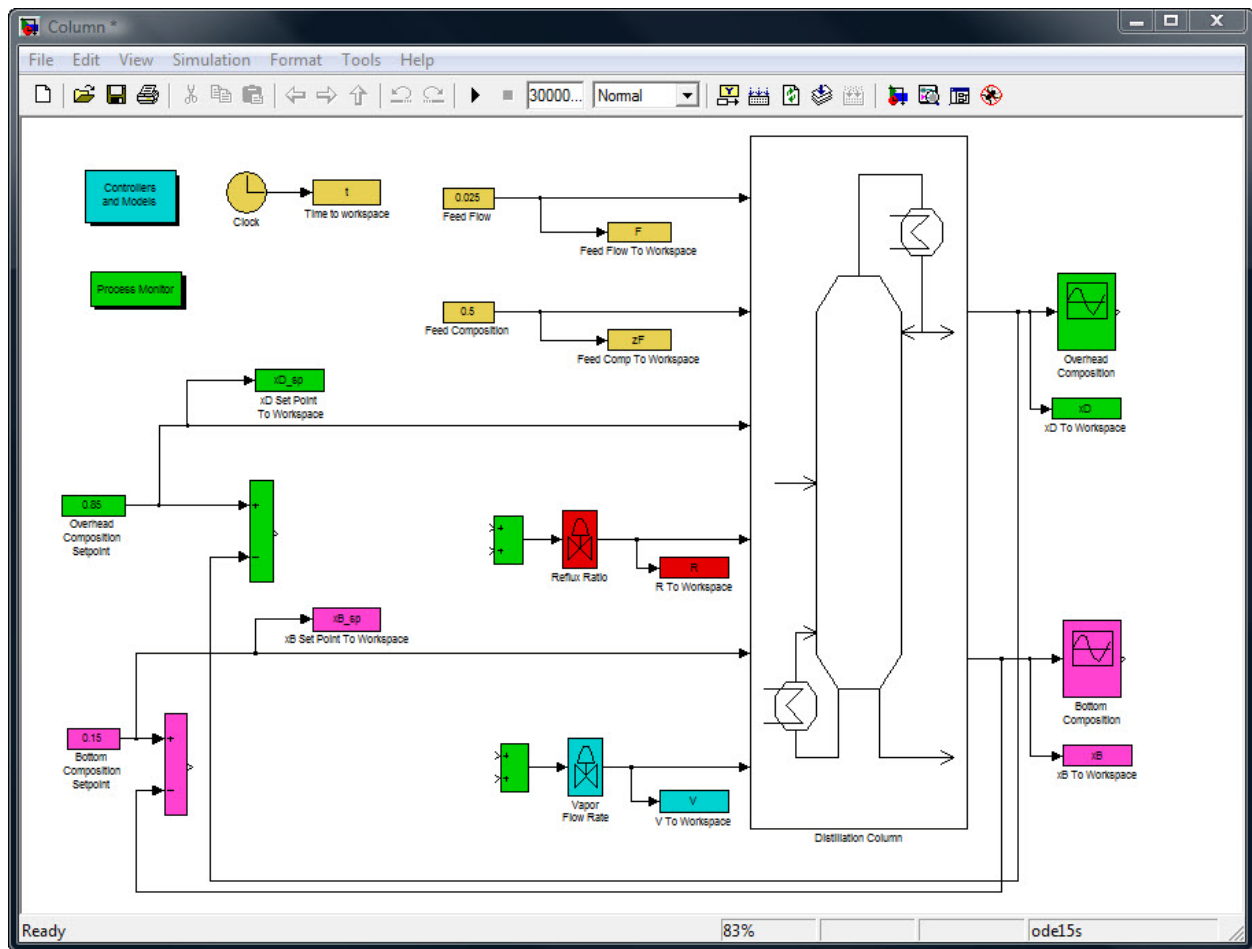 Column *
File Edit View Simulation Format Tools Help
30000... Normal
Controllers
and Models
Clock
t
Time to workspace
0.025
Feed Flow
F
Feed Flow To Workspace
Process Monitor
0.5
Feed Composition
zF
Feed Comp To Workspace
Overhead
Composition
xD_sp
xD Set Point
To Workspace
xD
xD To Workspace
0.85
Overhead
Composition
Setpoint
+
−
+
+
Reflux Ratio
R
R To Workspace
xB_sp
xB Set Point To Workspace
Bottom
Composition
0.15
Bottom
Composition
Setpoint
+
−
+
+
Vapor
Flow Rate
V
V To Workspace
xB
xB To Workspace
Distillation Column
Ready 83% ode15s